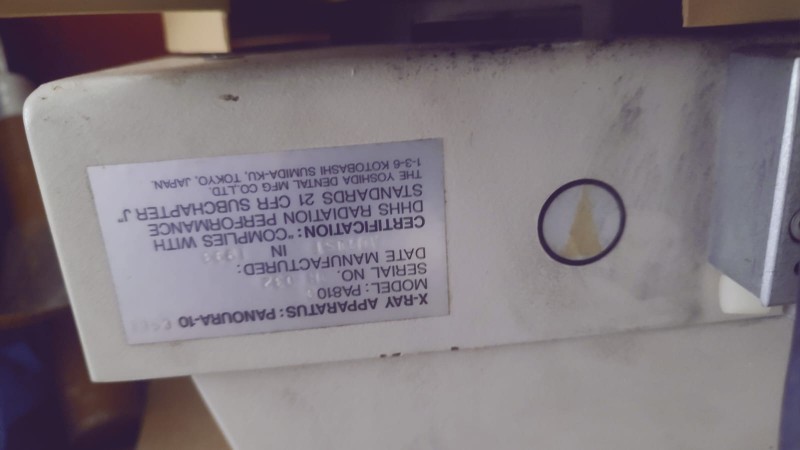 X-RAY APPARATUS: PANOURA-10
MODEL: PA810
SERIAL NO.
DATE MANUFACTURED:
IN
CERTIFICATION: "COMPLIES WITH
DHHS RADIATION PERFORMANCE
STANDARDS 21 CFR SUBCHAPTER J"
THE YOSHIDA DENTAL MFG CO.,LTD.
1-3-6 KOTOBASHI SUMIDA-KU, TOKYO, JAPAN.